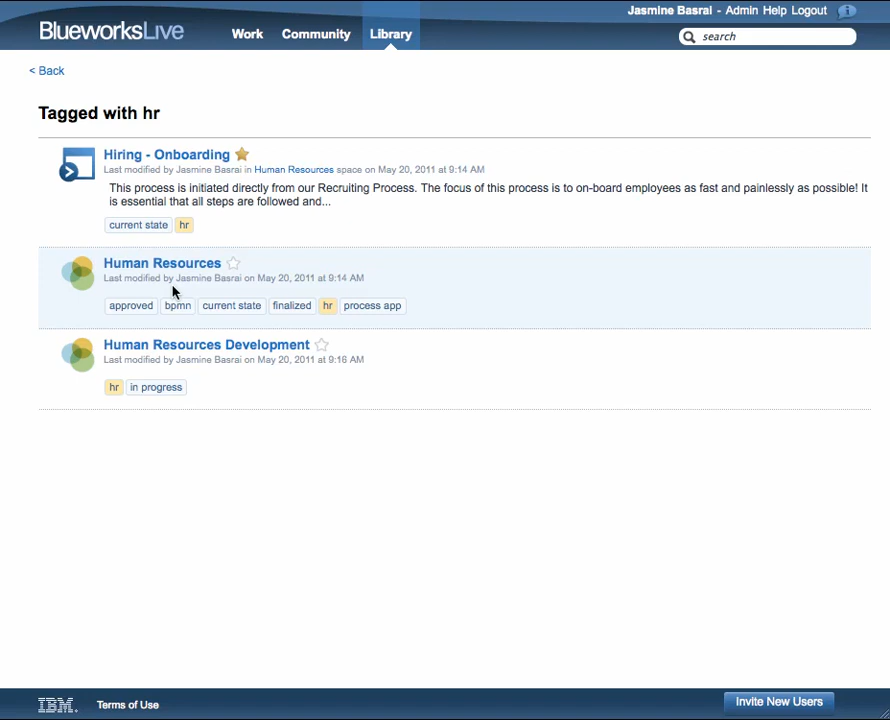 Jasmine Basrai - Admin Help Logout
BlueworksLive Work Community Library search
< Back
Tagged with hr
Hiring - Onboarding
Last modified by Jasmine Basrai in Human Resources space on May 20, 2011 at 9:14 AM
This process is initiated directly from our Recruiting Process. The focus of this process is to on-board employees as fast and painlessly as possible! It
is essential that all steps are followed and...
current state hr
Human Resources
Last modified by Jasmine Basrai on May 20, 2011 at 9:14 AM
approved bpmn current state finalized hr process app
Human Resources Development
Last modified by Jasmine Basrai on May 20, 2011 at 9:16 AM
hr in progress
IBM. Terms of Use Invite New Users